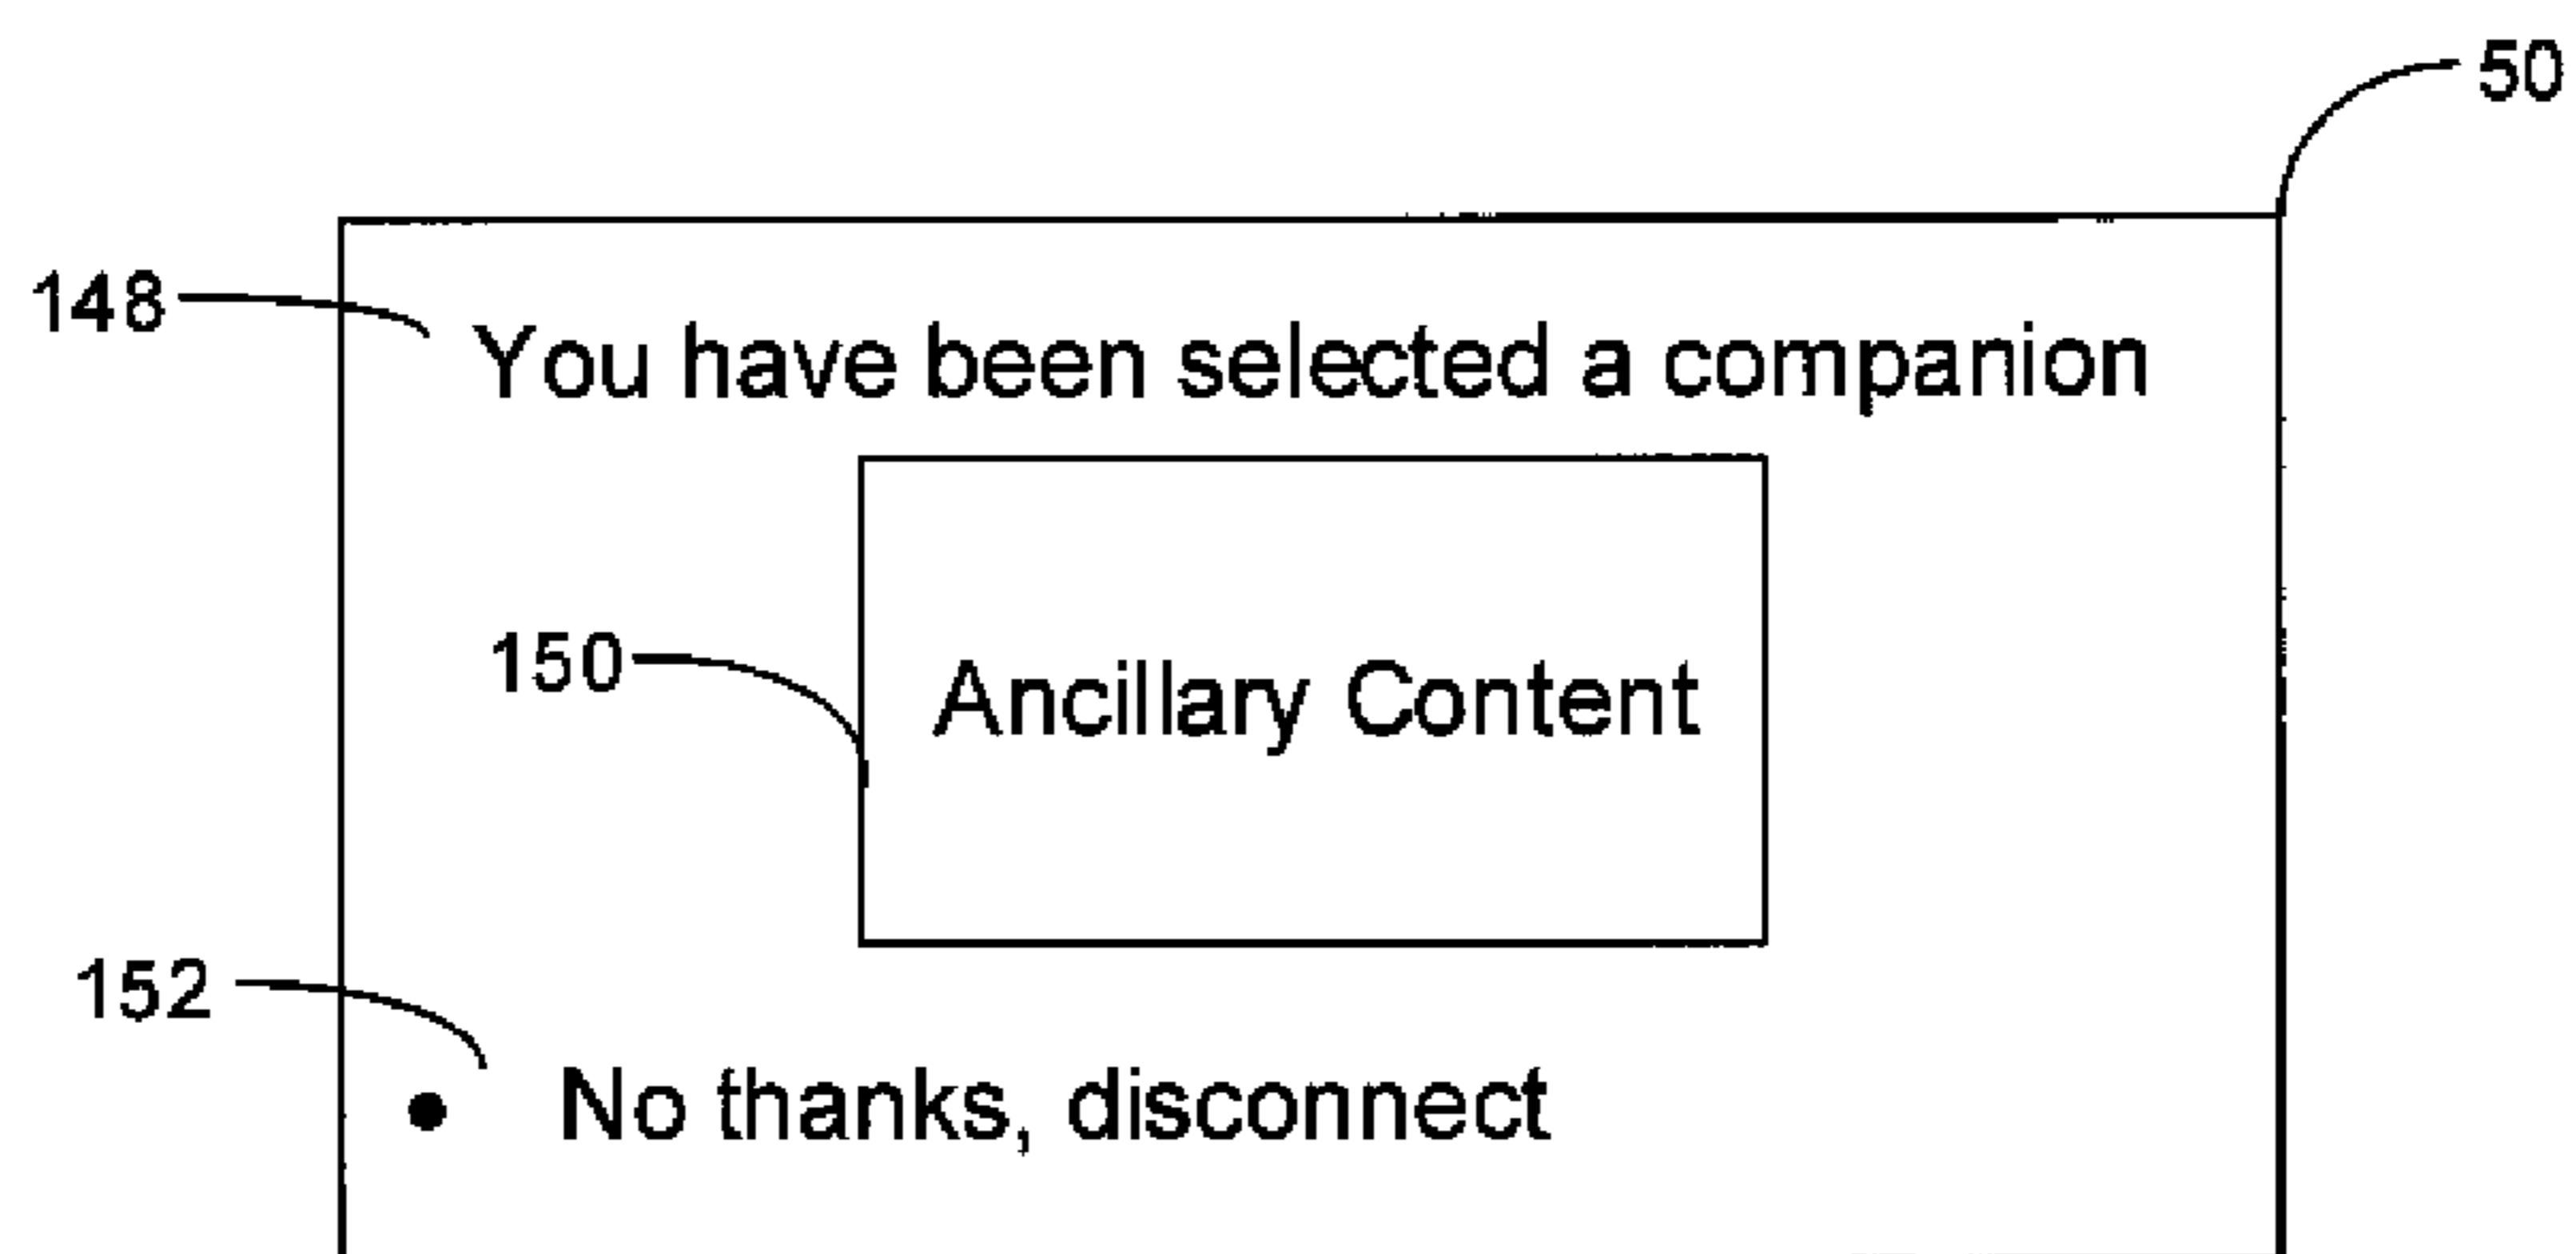 50
148 You have been selected a companion
150 Ancillary Content
152
• No thanks, disconnect